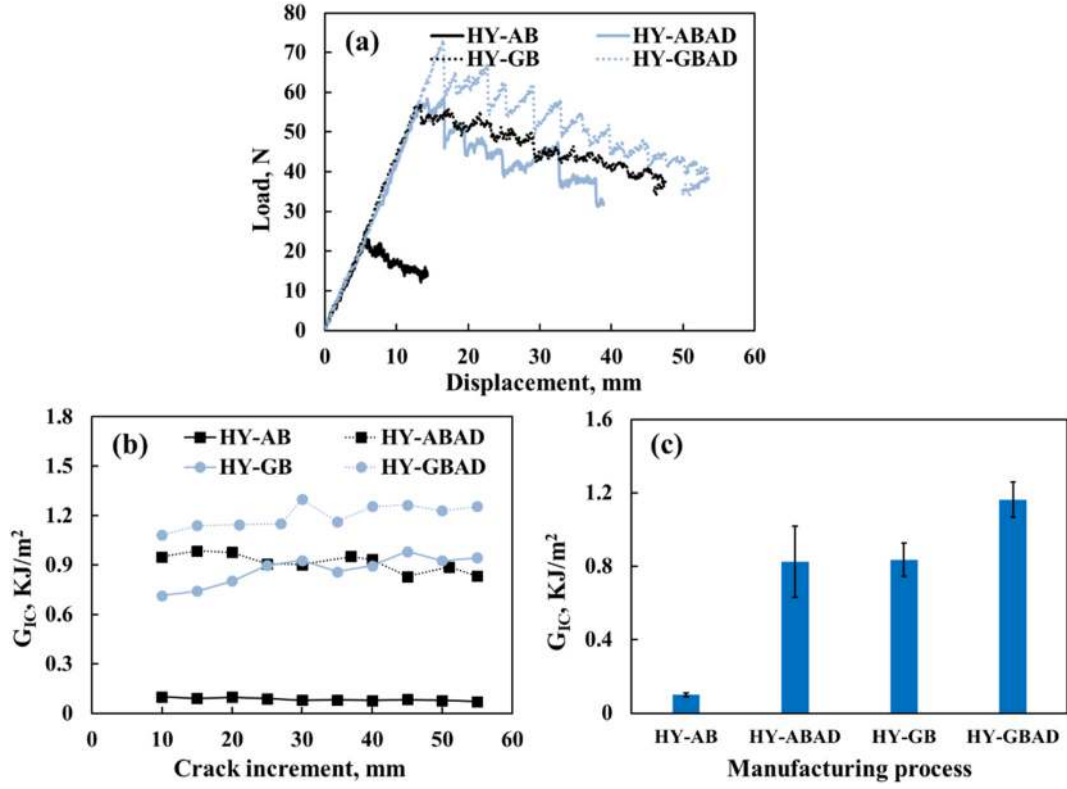 (a)
HY-AB HY-ABAD
HY-GB HY-GBAD
80
70
60
50
40
30
20
10
0
Load, N
0 10 20 30 40 50 60
Displacement, mm
(b)
HY-AB HY-ABAD
HY-GB HY-GBAD
1.8
1.5
1.2
0.9
0.6
0.3
0
G_IC, KJ/m²
0 10 20 30 40 50 60
Crack increment, mm
(c)
1.6
1.2
0.8
0.4
0
G_IC, KJ/m²
HY-AB HY-ABAD HY-GB HY-GBAD
Manufacturing process